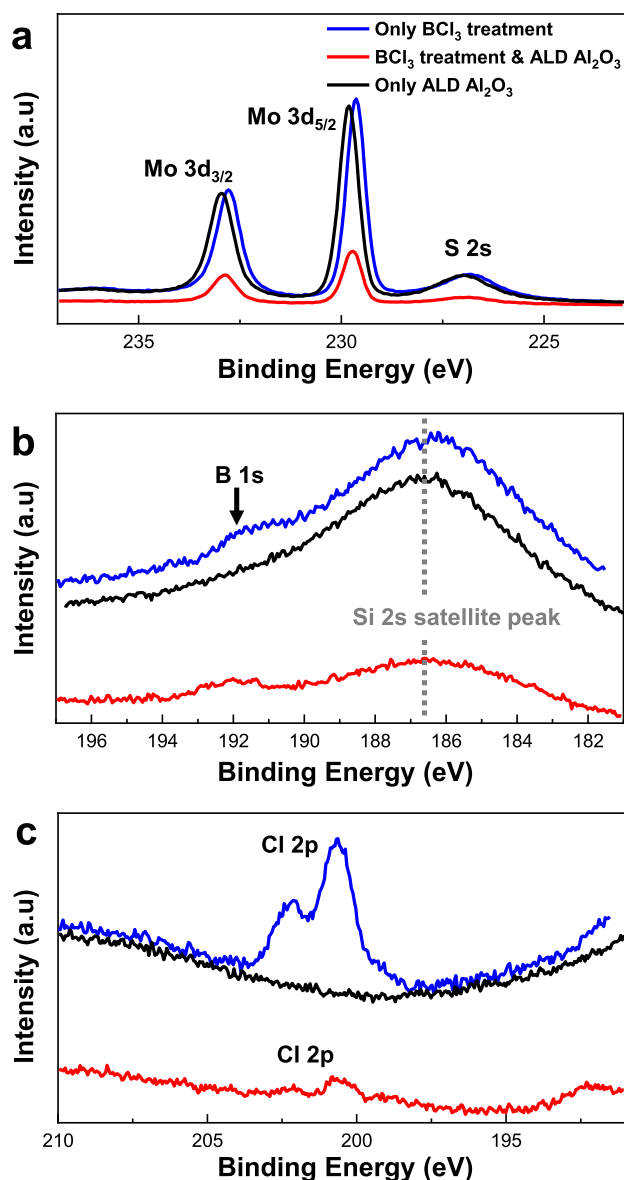 a
Only BCl₃ treatment
BCl₃ treatment & ALD Al₂O₃
Only ALD Al₂O₃
Mo 3d₅/₂
Mo 3d₃/₂
S 2s
Intensity (a.u)
235
230
225
Binding Energy (eV)
b
B 1s
Si 2s satellite peak
Intensity (a.u)
196
194
192
190
188
186
184
182
Binding Energy (eV)
c
Cl 2p
Cl 2p
Intensity (a.u)
210
205
200
195
Binding Energy (eV)